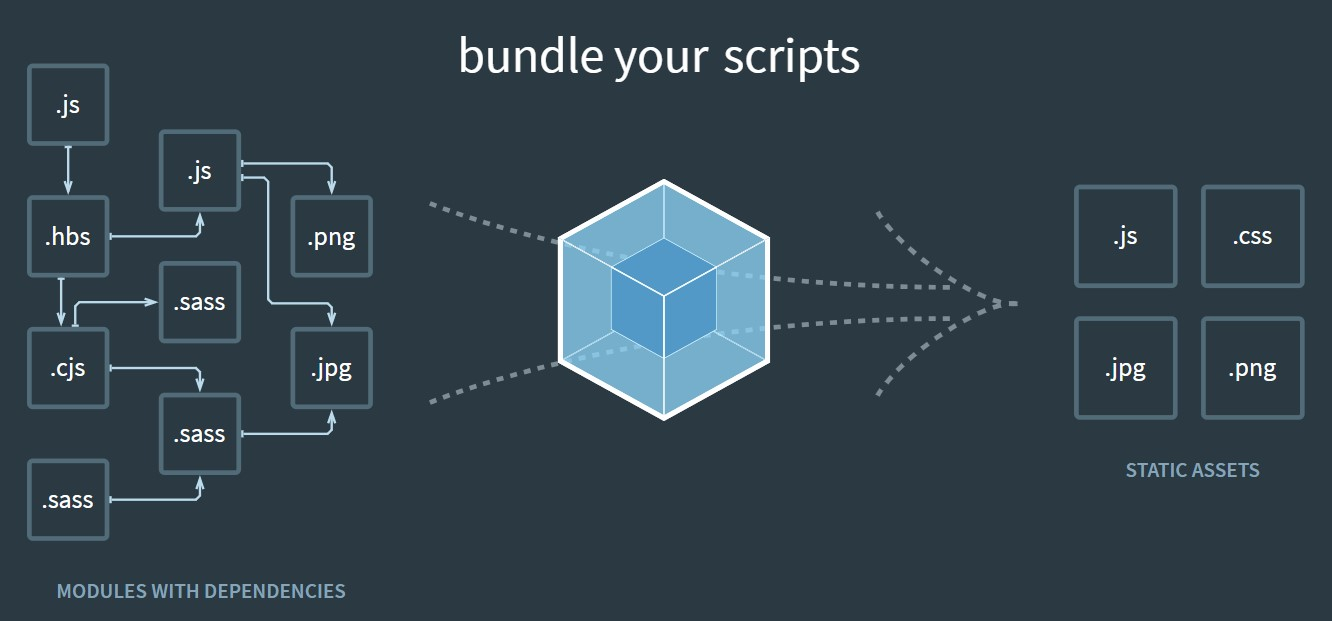 bundle your scripts
.js
.js
.hbs
.png
.sass
.cjs
.jpg
.sass
.sass
MODULES WITH DEPENDENCIES
.js
.css
.jpg
.png
STATIC ASSETS